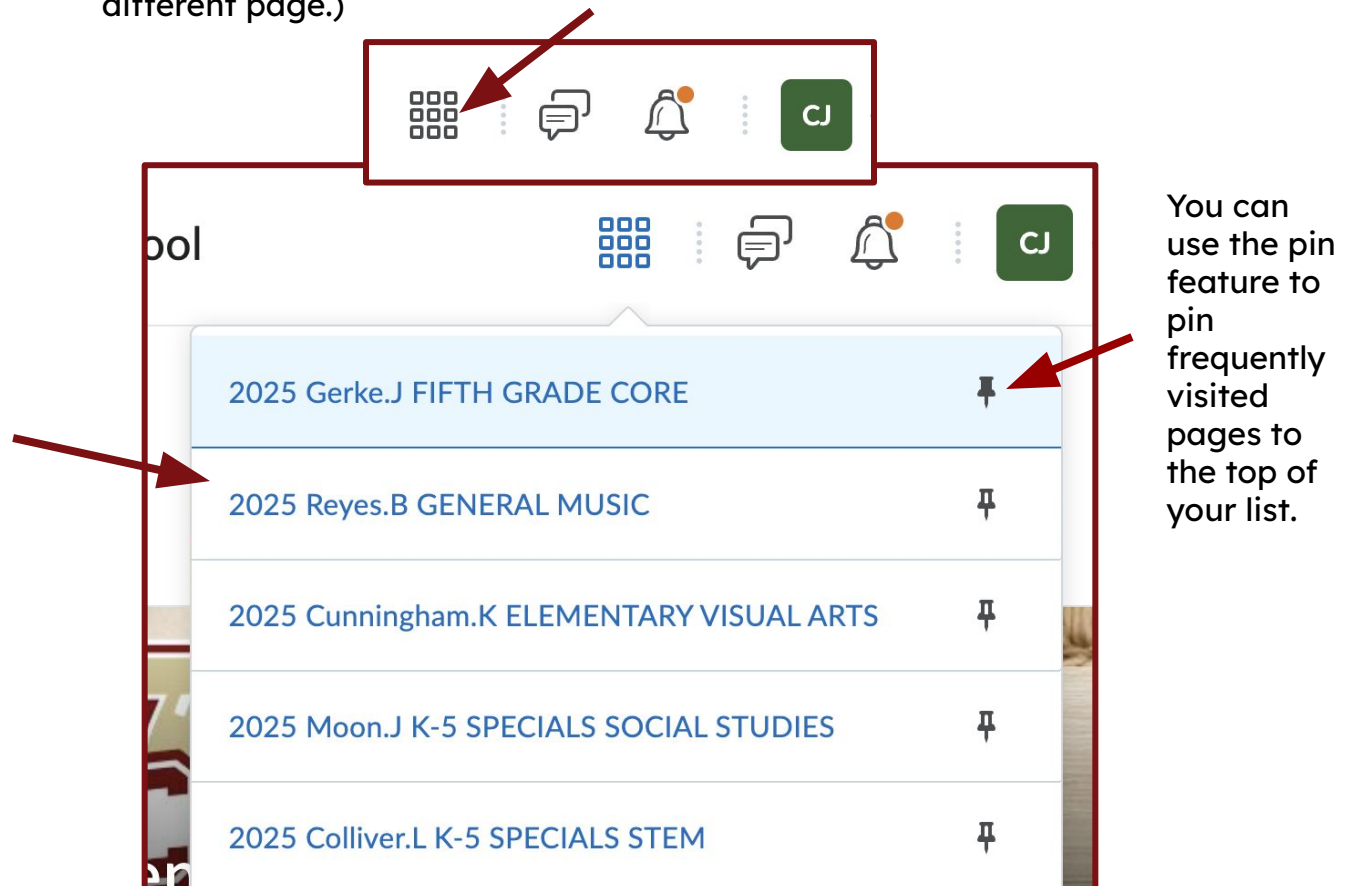 different page.)
CJ
ool
CJ
You can
use the pin
feature to
pin
frequently
visited
pages to
the top of
your list.
2025 Gerke.J FIFTH GRADE CORE
2025 Reyes.B GENERAL MUSIC
2025 Cunningham.K ELEMENTARY VISUAL ARTS
2025 Moon.J K-5 SPECIALS SOCIAL STUDIES
2025 Colliver.L K-5 SPECIALS STEM
en